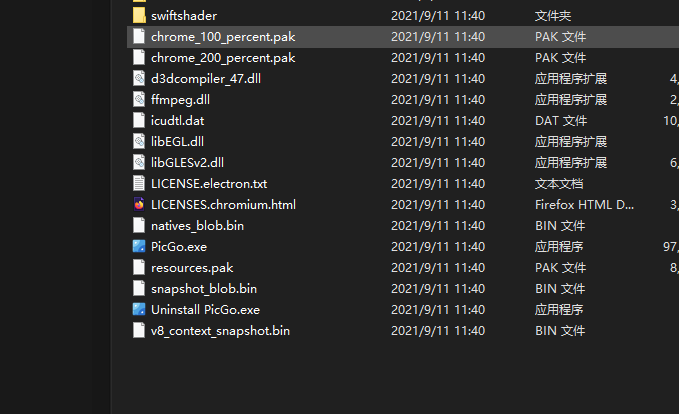 swiftshader 2021/9/11 11:40 文件夹
chrome_100_percent.pak 2021/9/11 11:40 PAK 文件
chrome_200_percent.pak 2021/9/11 11:40 PAK 文件
d3dcompiler_47.dll 2021/9/11 11:40 应用程序扩展 4,
ffmpeg.dll 2021/9/11 11:40 应用程序扩展 2,
icudtl.dat 2021/9/11 11:40 DAT 文件 10,
libEGL.dll 2021/9/11 11:40 应用程序扩展
libGLESv2.dll 2021/9/11 11:40 应用程序扩展 6,
LICENSE.electron.txt 2021/9/11 11:40 文本文档
LICENSES.chromium.html 2021/9/11 11:40 Firefox HTML D... 3,
natives_blob.bin 2021/9/11 11:40 BIN 文件
PicGo.exe 2021/9/11 11:40 应用程序 97,
resources.pak 2021/9/11 11:40 PAK 文件 8,
snapshot_blob.bin 2021/9/11 11:40 BIN 文件
Uninstall PicGo.exe 2021/9/11 11:40 应用程序
v8_context_snapshot.bin 2021/9/11 11:40 BIN 文件